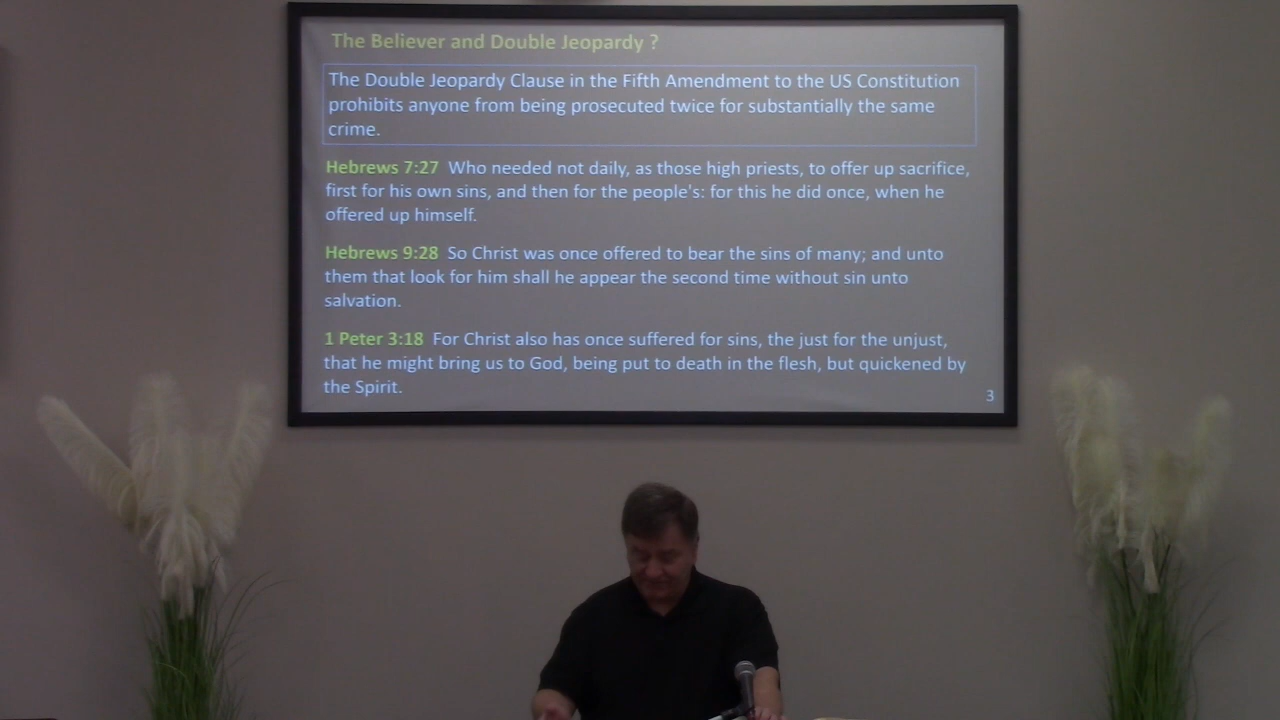 The Believer and Double Jeopardy ?
The Double Jeopardy Clause in the Fifth Amendment to the US Constitution
prohibits anyone from being prosecuted twice for substantially the same
crime.
Hebrews 7:27 Who needed not daily, as those high priests, to offer up sacrifice,
first for his own sins, and then for the people's: for this he did once, when he
offered up himself.
Hebrews 9:28 So Christ was once offered to bear the sins of many; and unto
them that look for him shall he appear the second time without sin unto
salvation.
1 Peter 3:18 For Christ also has once suffered for sins, the just for the unjust,
that he might bring us to God, being put to death in the flesh, but quickened by
the Spirit.
3